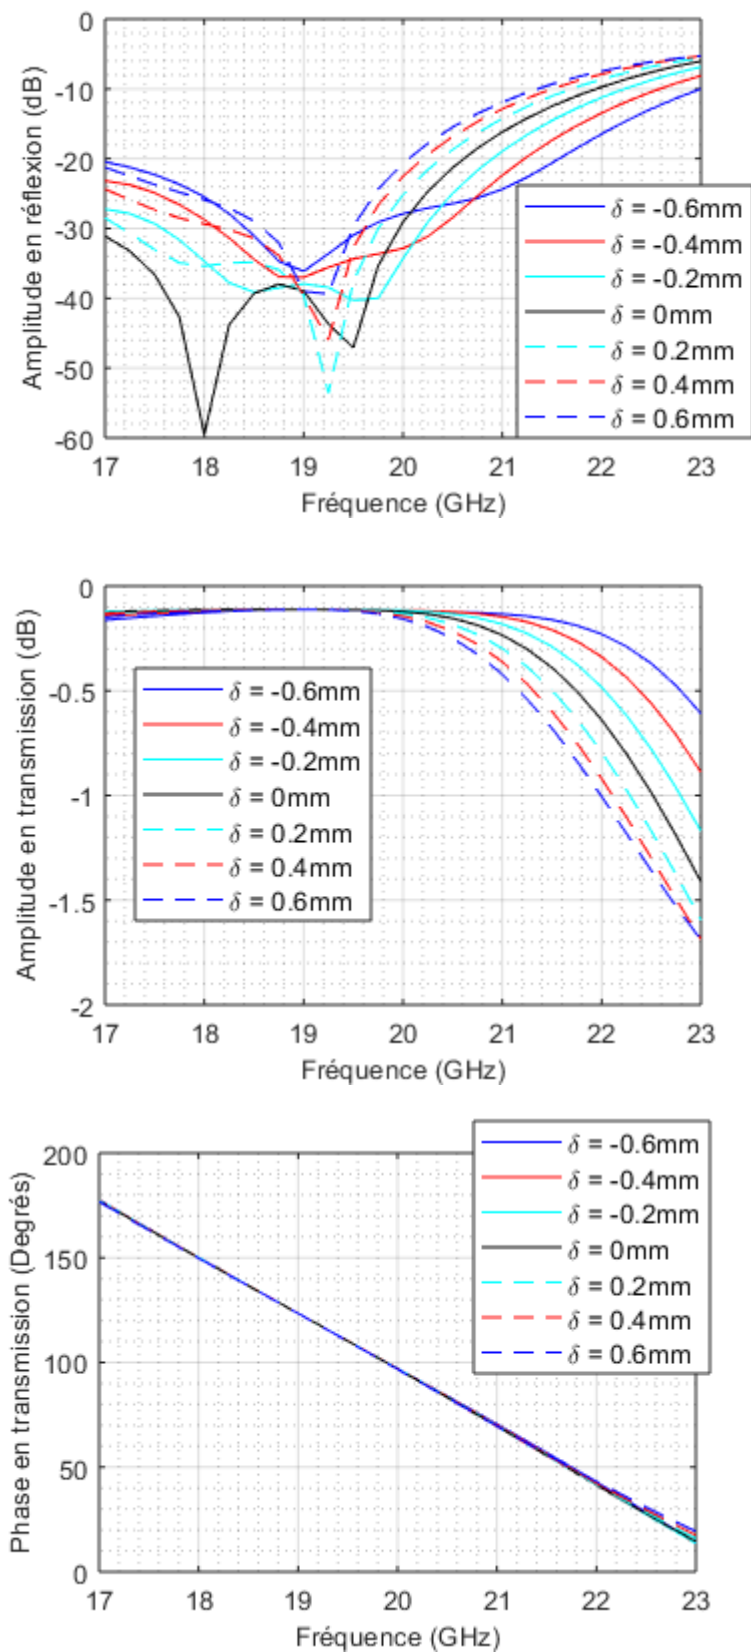 0
-10
-20
-30
-40
-50
-60
Amplitude en réflexion (dB)
δ = -0.6mm
δ = -0.4mm
δ = -0.2mm
δ = 0mm
δ = 0.2mm
δ = 0.4mm
δ = 0.6mm
17 18 19 20 21 22 23
Fréquence (GHz)
0
-0.5
-1
-1.5
-2
Amplitude en transmission (dB)
δ = -0.6mm
δ = -0.4mm
δ = -0.2mm
δ = 0mm
δ = 0.2mm
δ = 0.4mm
δ = 0.6mm
17 18 19 20 21 22 23
Fréquence (GHz)
200
150
100
50
0
Phase en transmission (Degrés)
δ = -0.6mm
δ = -0.4mm
δ = -0.2mm
δ = 0mm
δ = 0.2mm
δ = 0.4mm
δ = 0.6mm
17 18 19 20 21 22 23
Fréquence (GHz)